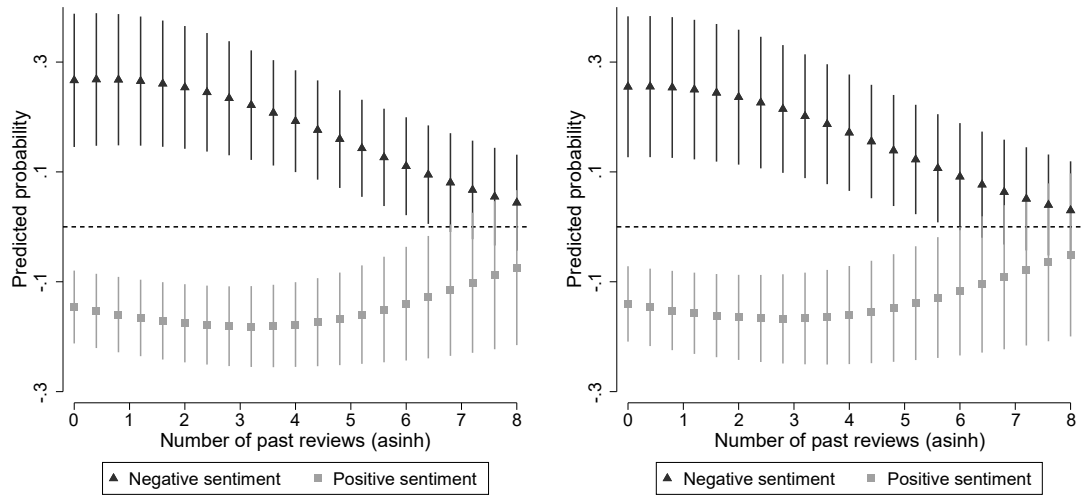 Predicted probability
.3
.1
-.1
-.3
0 1 2 3 4 5 6 7 8
Number of past reviews (asinh)
Negative sentiment Positive sentiment
Predicted probability
.3
.1
-.1
-.3
0 1 2 3 4 5 6 7 8
Number of past reviews (asinh)
Negative sentiment Positive sentiment